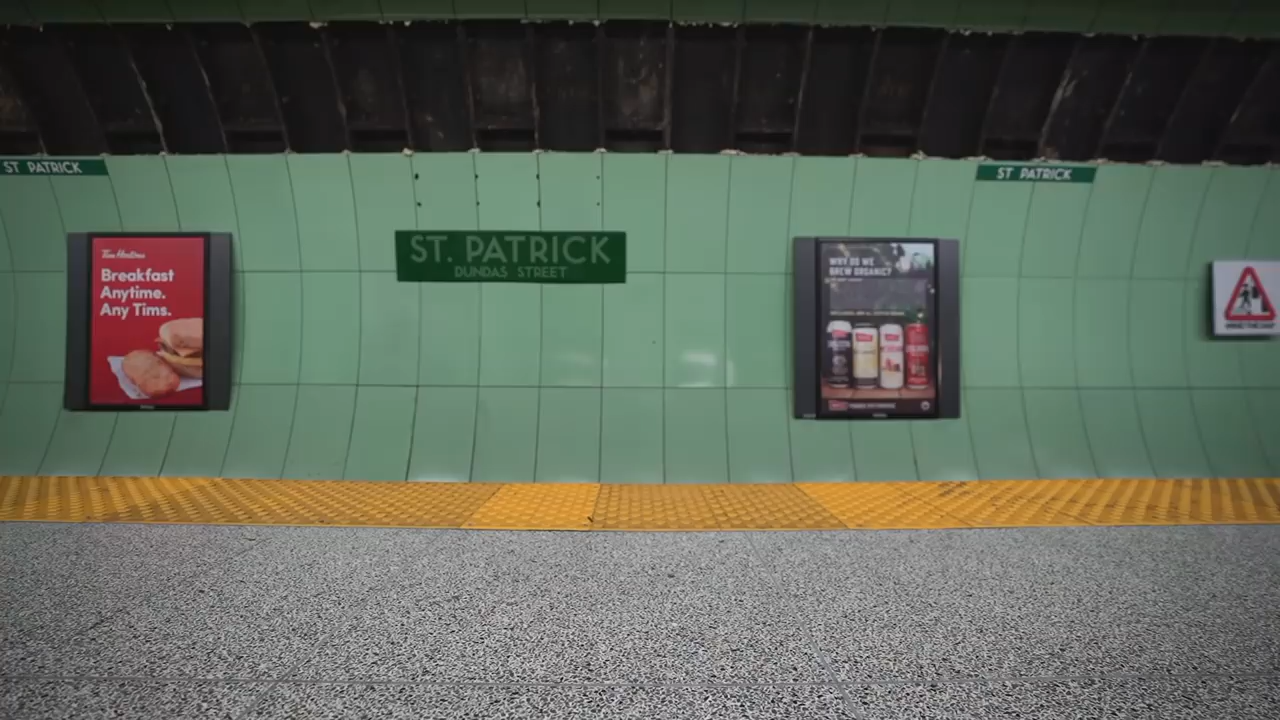 ST PATRICK
ST PATRICK
Tim Hortons
Breakfast
Anytime.
Any Tims.
ST. PATRICK
DUNDAS STREET
WHY DO WE
BREW ORGANIC?